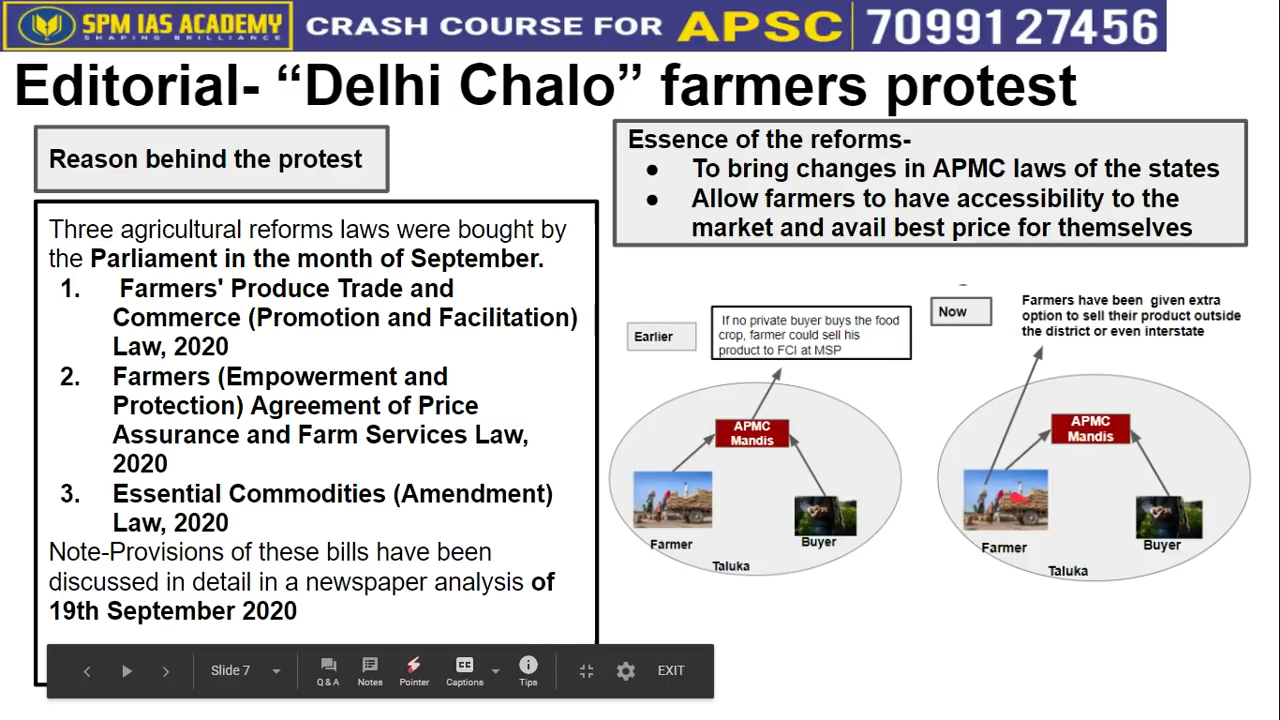 SPM IAS ACADEMY
SHAPING BRILLIANCE
CRASH COURSE FOR APSC 7099127456
Editorial- “Delhi Chalo” farmers protest
Reason behind the protest
Three agricultural reforms laws were bought by
the Parliament in the month of September.
1. Farmers' Produce Trade and
Commerce (Promotion and Facilitation)
Law, 2020
2. Farmers (Empowerment and
Protection) Agreement of Price
Assurance and Farm Services Law,
2020
3. Essential Commodities (Amendment)
Law, 2020
Note-Provisions of these bills have been
discussed in detail in a newspaper analysis of
19th September 2020
Essence of the reforms-
● To bring changes in APMC laws of the states
● Allow farmers to have accessibility to the
market and avail best price for themselves
Earlier
If no private buyer buys the food
crop, farmer could sell his
product to FCI at MSP
APMC
Mandis
Farmer
Buyer
Taluka
Now
Farmers have been given extra
option to sell their product outside
the district or even interstate
APMC
Mandis
Farmer
Buyer
Taluka
Slide 7
Q & A
Notes
Pointer
CC
Captions
Tips
EXIT